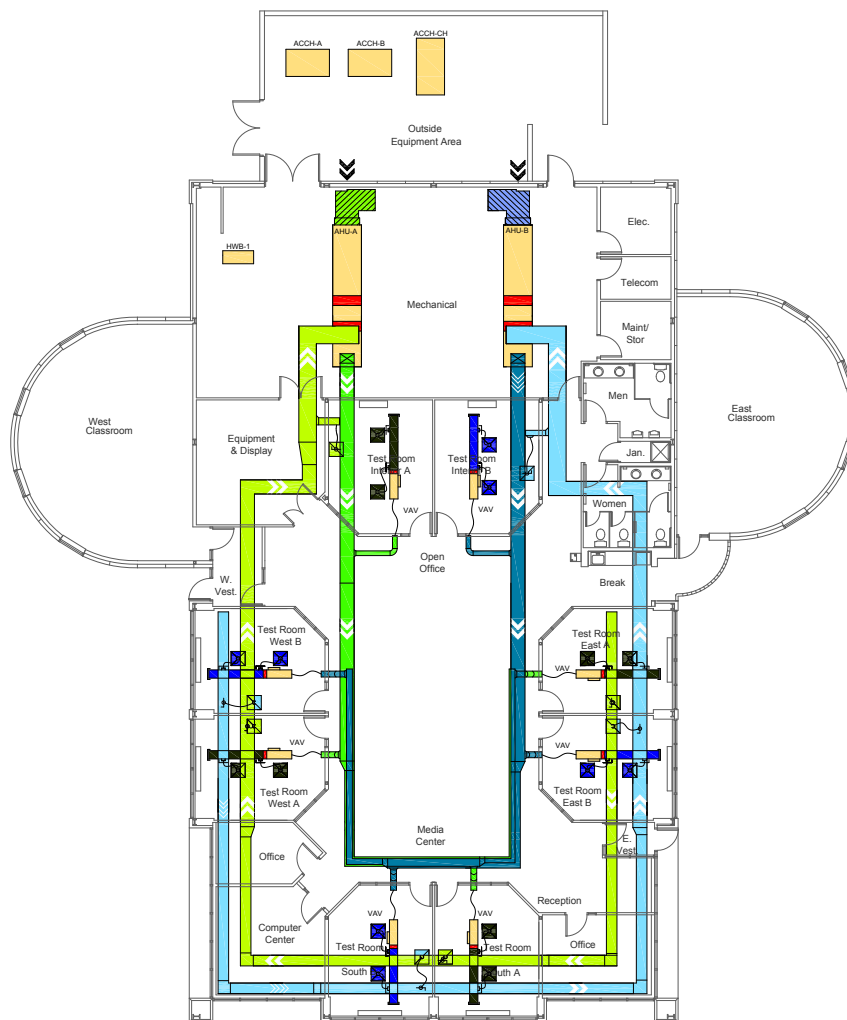 ACCH-A
ACCH-B
ACCH-CH
Outside
Equipment Area
AHU-A
AHU-B
Elec.
HWB-1
Telecom
Mechanical
Maint/
Stor
Men
West
Classroom
East
Classroom
Equipment
& Display
Jan.
Test Room
Test Room
VAV
VAV
Women
Open
Office
W.
Vest.
Break
Test Room
West B
Test Room
East A
VAV
VAV
VAV
VAV
Test Room
West A
Test Room
East B
Media
Center
E.
Vest.
Office
Reception
Computer
Center
VAV
VAV
Test Room
South
Test Room
South A
Office